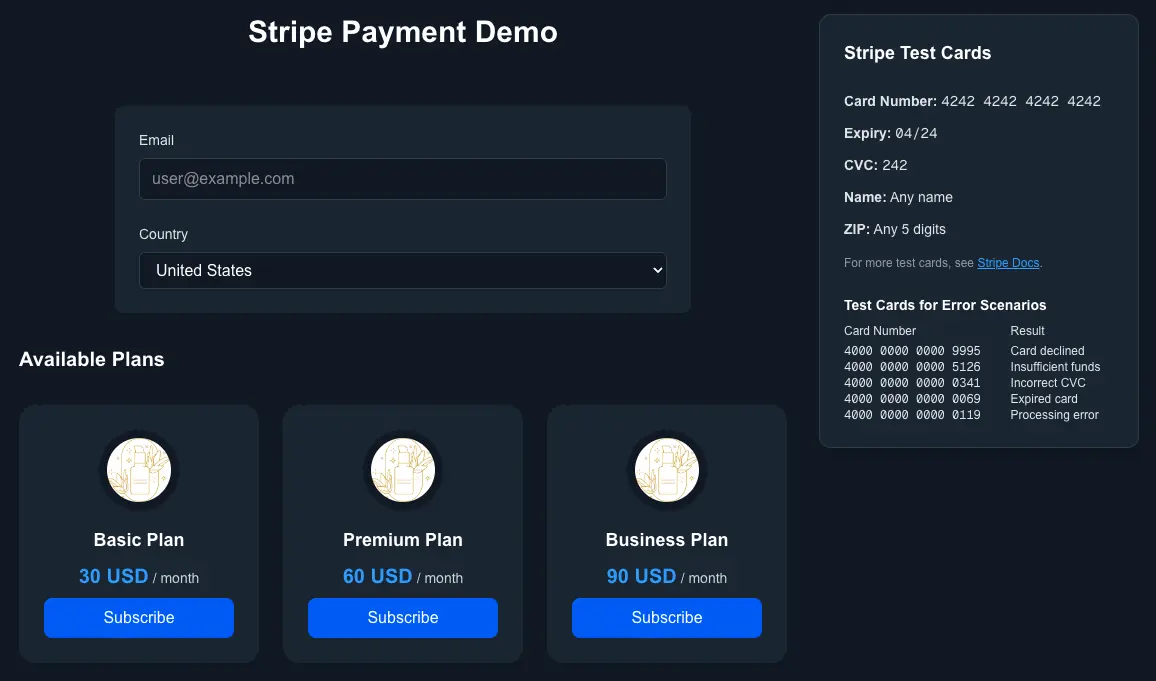 Stripe Payment Demo
Email
user@example.com
Country
United States
Available Plans
Basic Plan
30 USD / month
Subscribe
Premium Plan
60 USD / month
Subscribe
Business Plan
90 USD / month
Subscribe
Stripe Test Cards
Card Number: 4242 4242 4242 4242
Expiry: 04/24
CVC: 242
Name: Any name
ZIP: Any 5 digits
For more test cards, see Stripe Docs.
Test Cards for Error Scenarios
Card Number Result
4000 0000 0000 9995 Card declined
4000 0000 0000 5126 Insufficient funds
4000 0000 0000 0341 Incorrect CVC
4000 0000 0000 0069 Expired card
4000 0000 0000 0119 Processing error